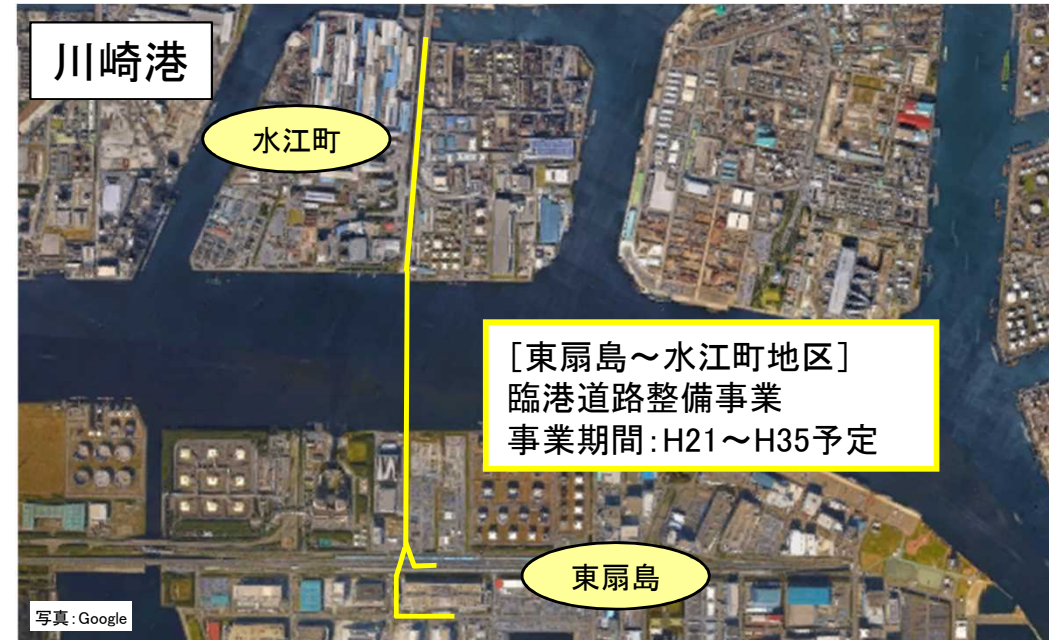 川崎港
水江町
[東扇島～水江町地区]
臨港道路整備事業
事業期間:H21～H35予定
東扇島
写真:Google